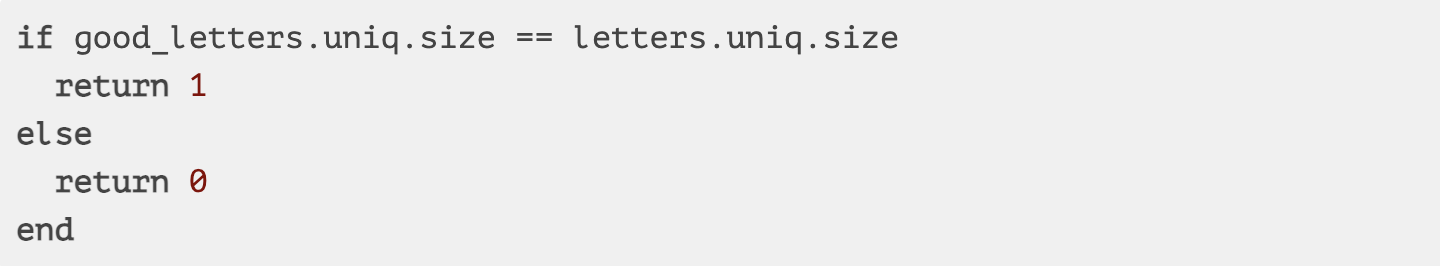 if good_letters.uniq.size == letters.uniq.size
  return 1
else
  return 0
end